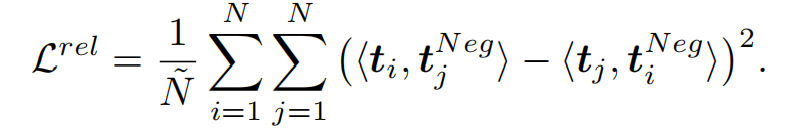 $$\mathcal{L}^{rel} = \frac{1}{\tilde{N}} \sum_{i=1}^{N} \sum_{j=1}^{N} \left( \langle \boldsymbol{t}_i, \boldsymbol{t}_j^{Neg} \rangle - \langle \boldsymbol{t}_j, \boldsymbol{t}_i^{Neg} \rangle \right)^2.$$